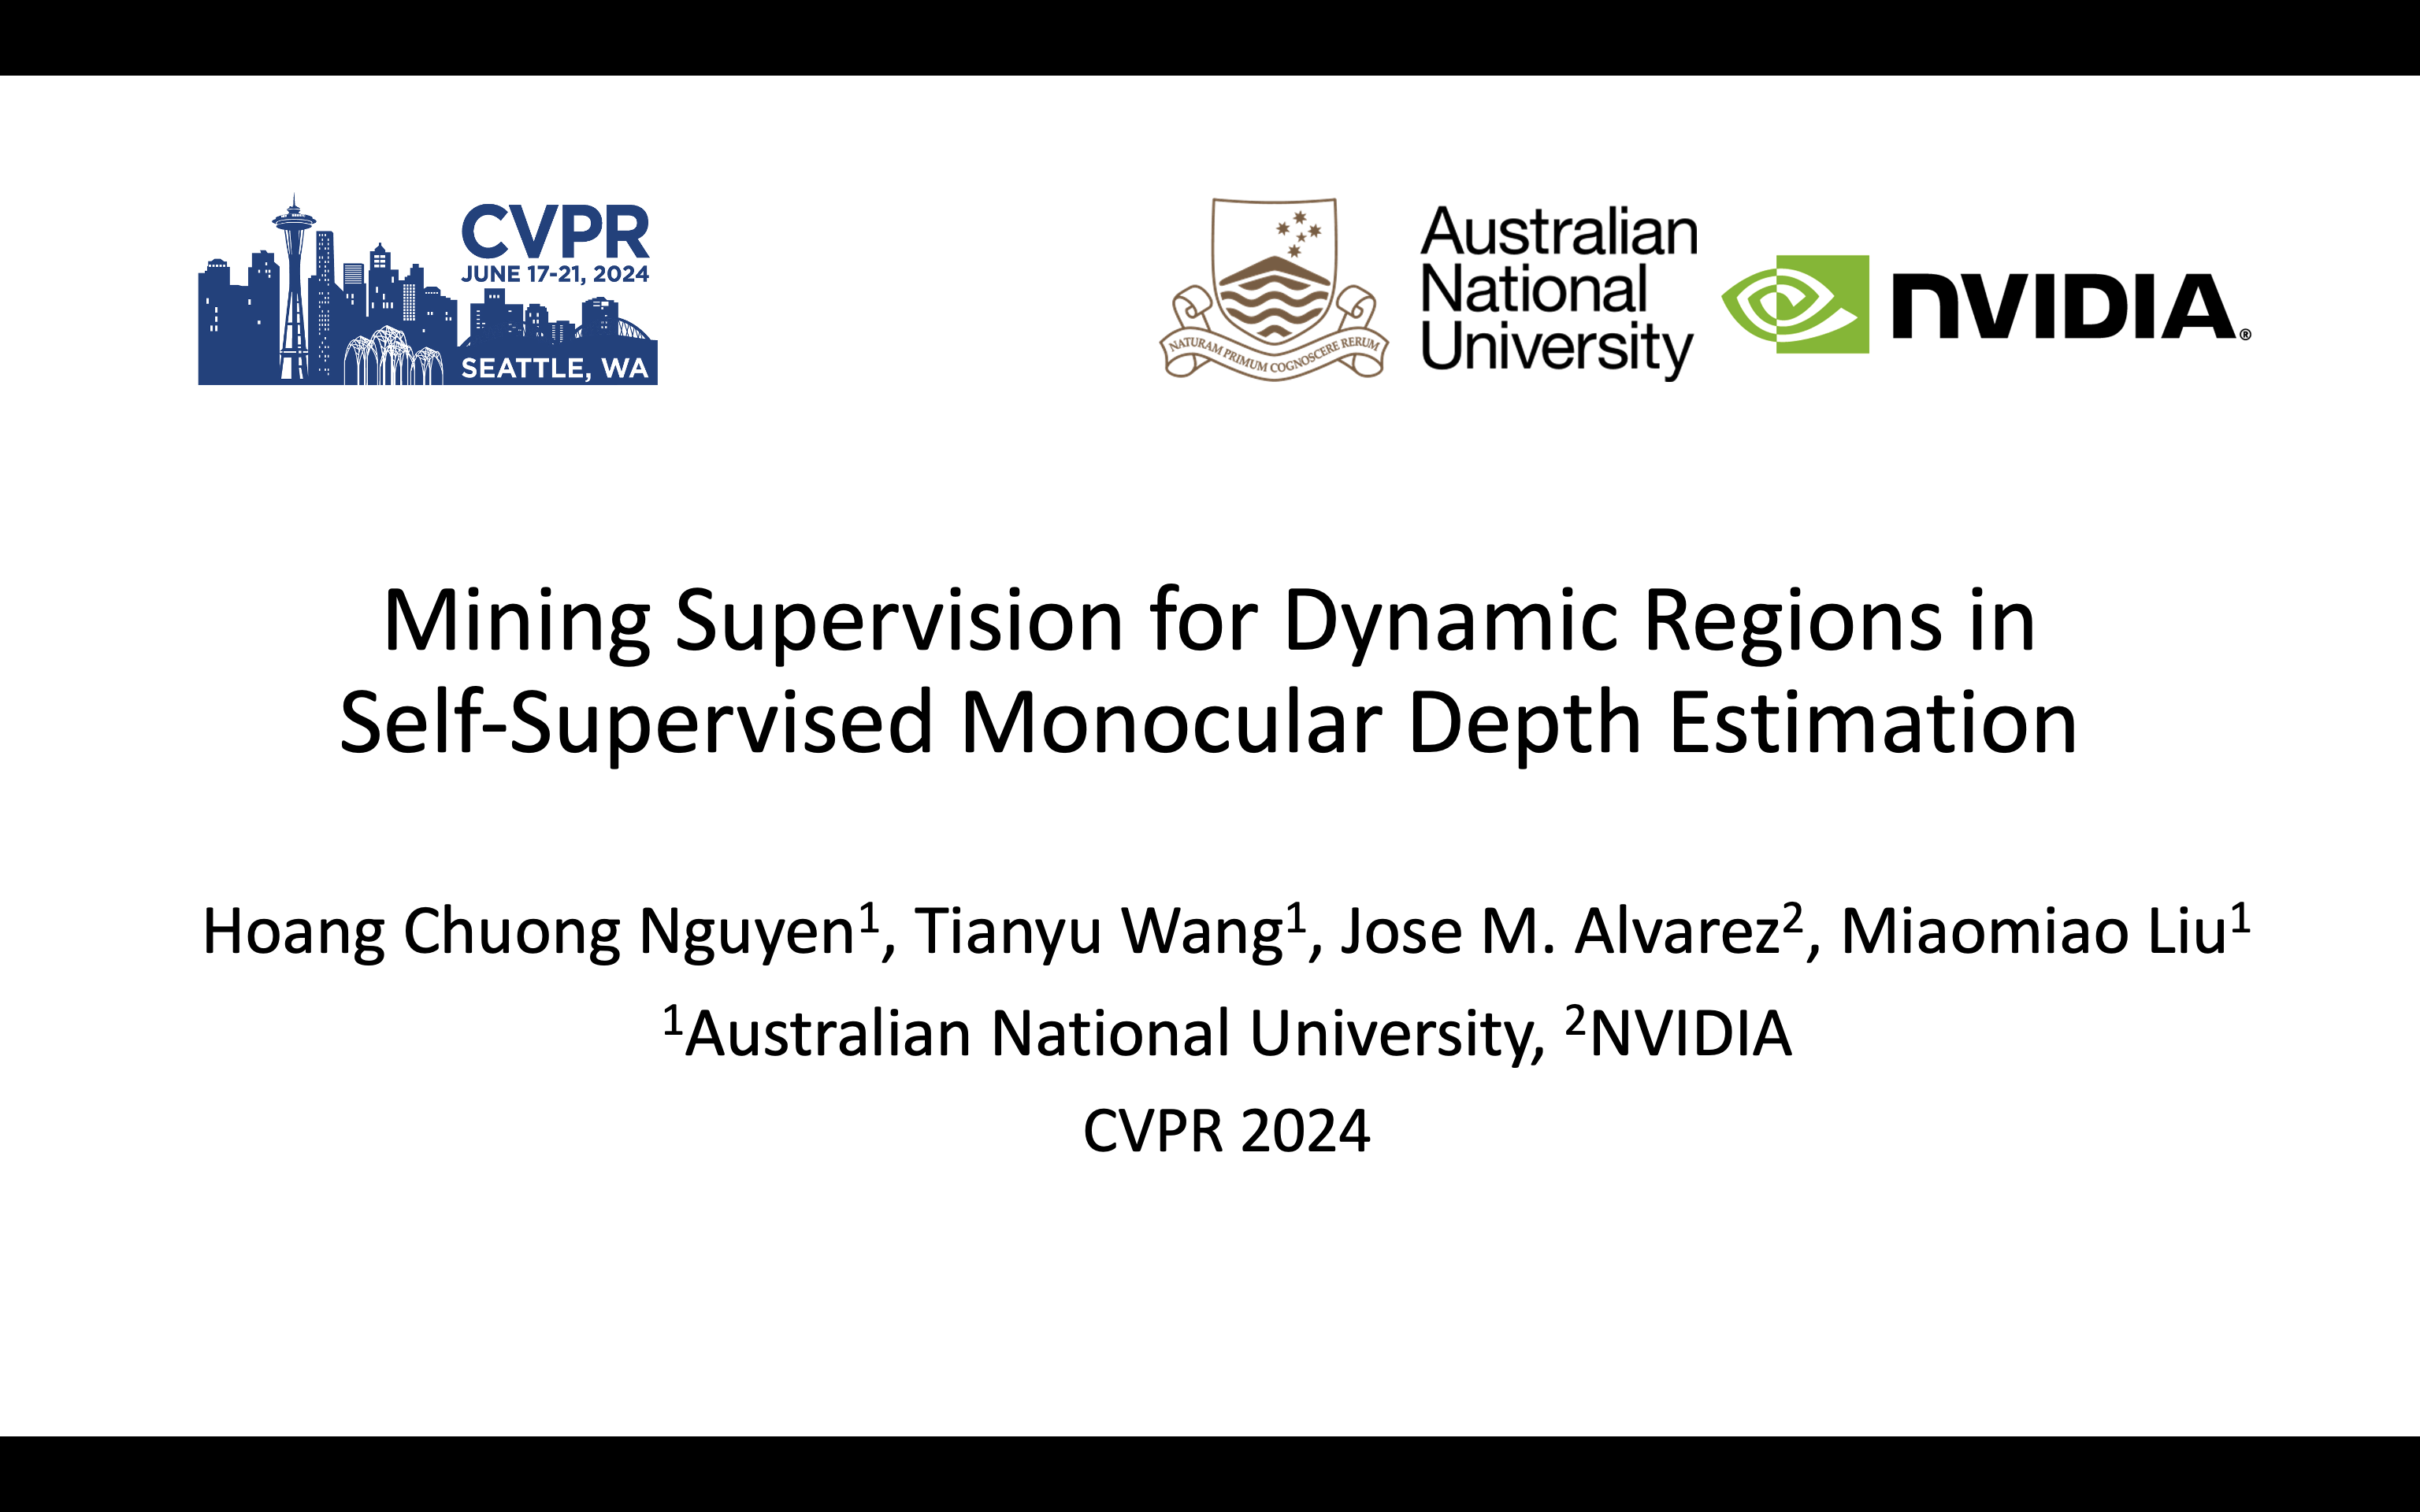 CVPR
JUNE 17-21, 2024
SEATTLE, WA
NATURAM PRIMUM COGNOSCERE RERUM
Australian
National
University
NVIDIA®
Mining Supervision for Dynamic Regions in
Self-Supervised Monocular Depth Estimation
Hoang Chuong Nguyen¹, Tianyu Wang¹, Jose M. Alvarez², Miaomiao Liu¹
¹Australian National University, ²NVIDIA
CVPR 2024